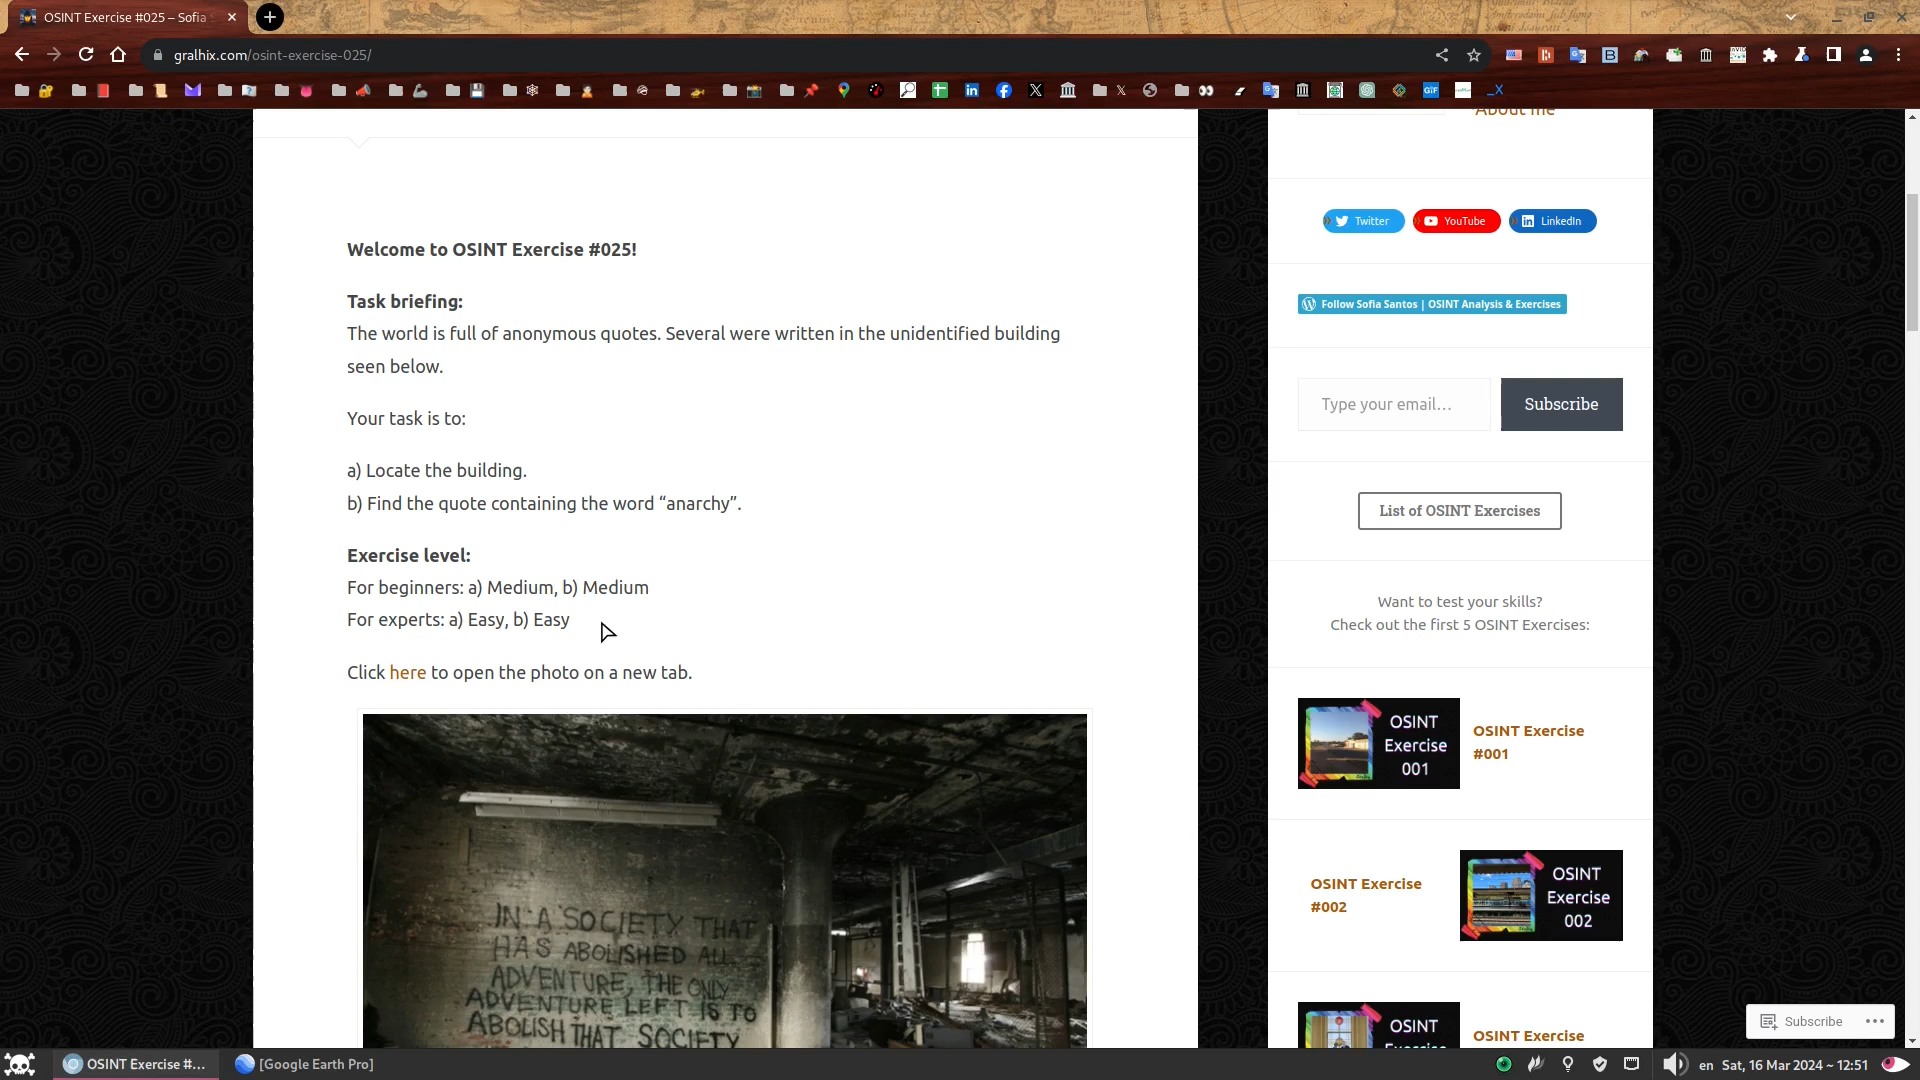 OSINT Exercise #025 – Sofia S
gralhix.com/osint-exercise-025/
About me
Welcome to OSINT Exercise #025!
Task briefing:
The world is full of anonymous quotes. Several were written in the unidentified building
seen below.
Your task is to:
a) Locate the building.
b) Find the quote containing the word “anarchy”.
Exercise level:
For beginners: a) Medium, b) Medium
For experts: a) Easy, b) Easy
Click here to open the photo on a new tab.
IN A SOCIETY THAT
HAS ABOLISHED ALL
ADVENTURE, THE ONLY
ADVENTURE LEFT IS TO
ABOLISH THAT SOCIETY
Twitter
YouTube
LinkedIn
Follow Sofia Santos | OSINT Analysis & Exercises
Type your email…
Subscribe
List of OSINT Exercises
Want to test your skills?
Check out the first 5 OSINT Exercises:
OSINT
Exercise
001
OSINT Exercise
#001
OSINT Exercise
#002
OSINT
Exercise
002
OSINT
Exercise
OSINT Exercise
Subscribe
OSINT Exercise #...
[Google Earth Pro]
en
Sat, 16 Mar 2024 ~ 12:51